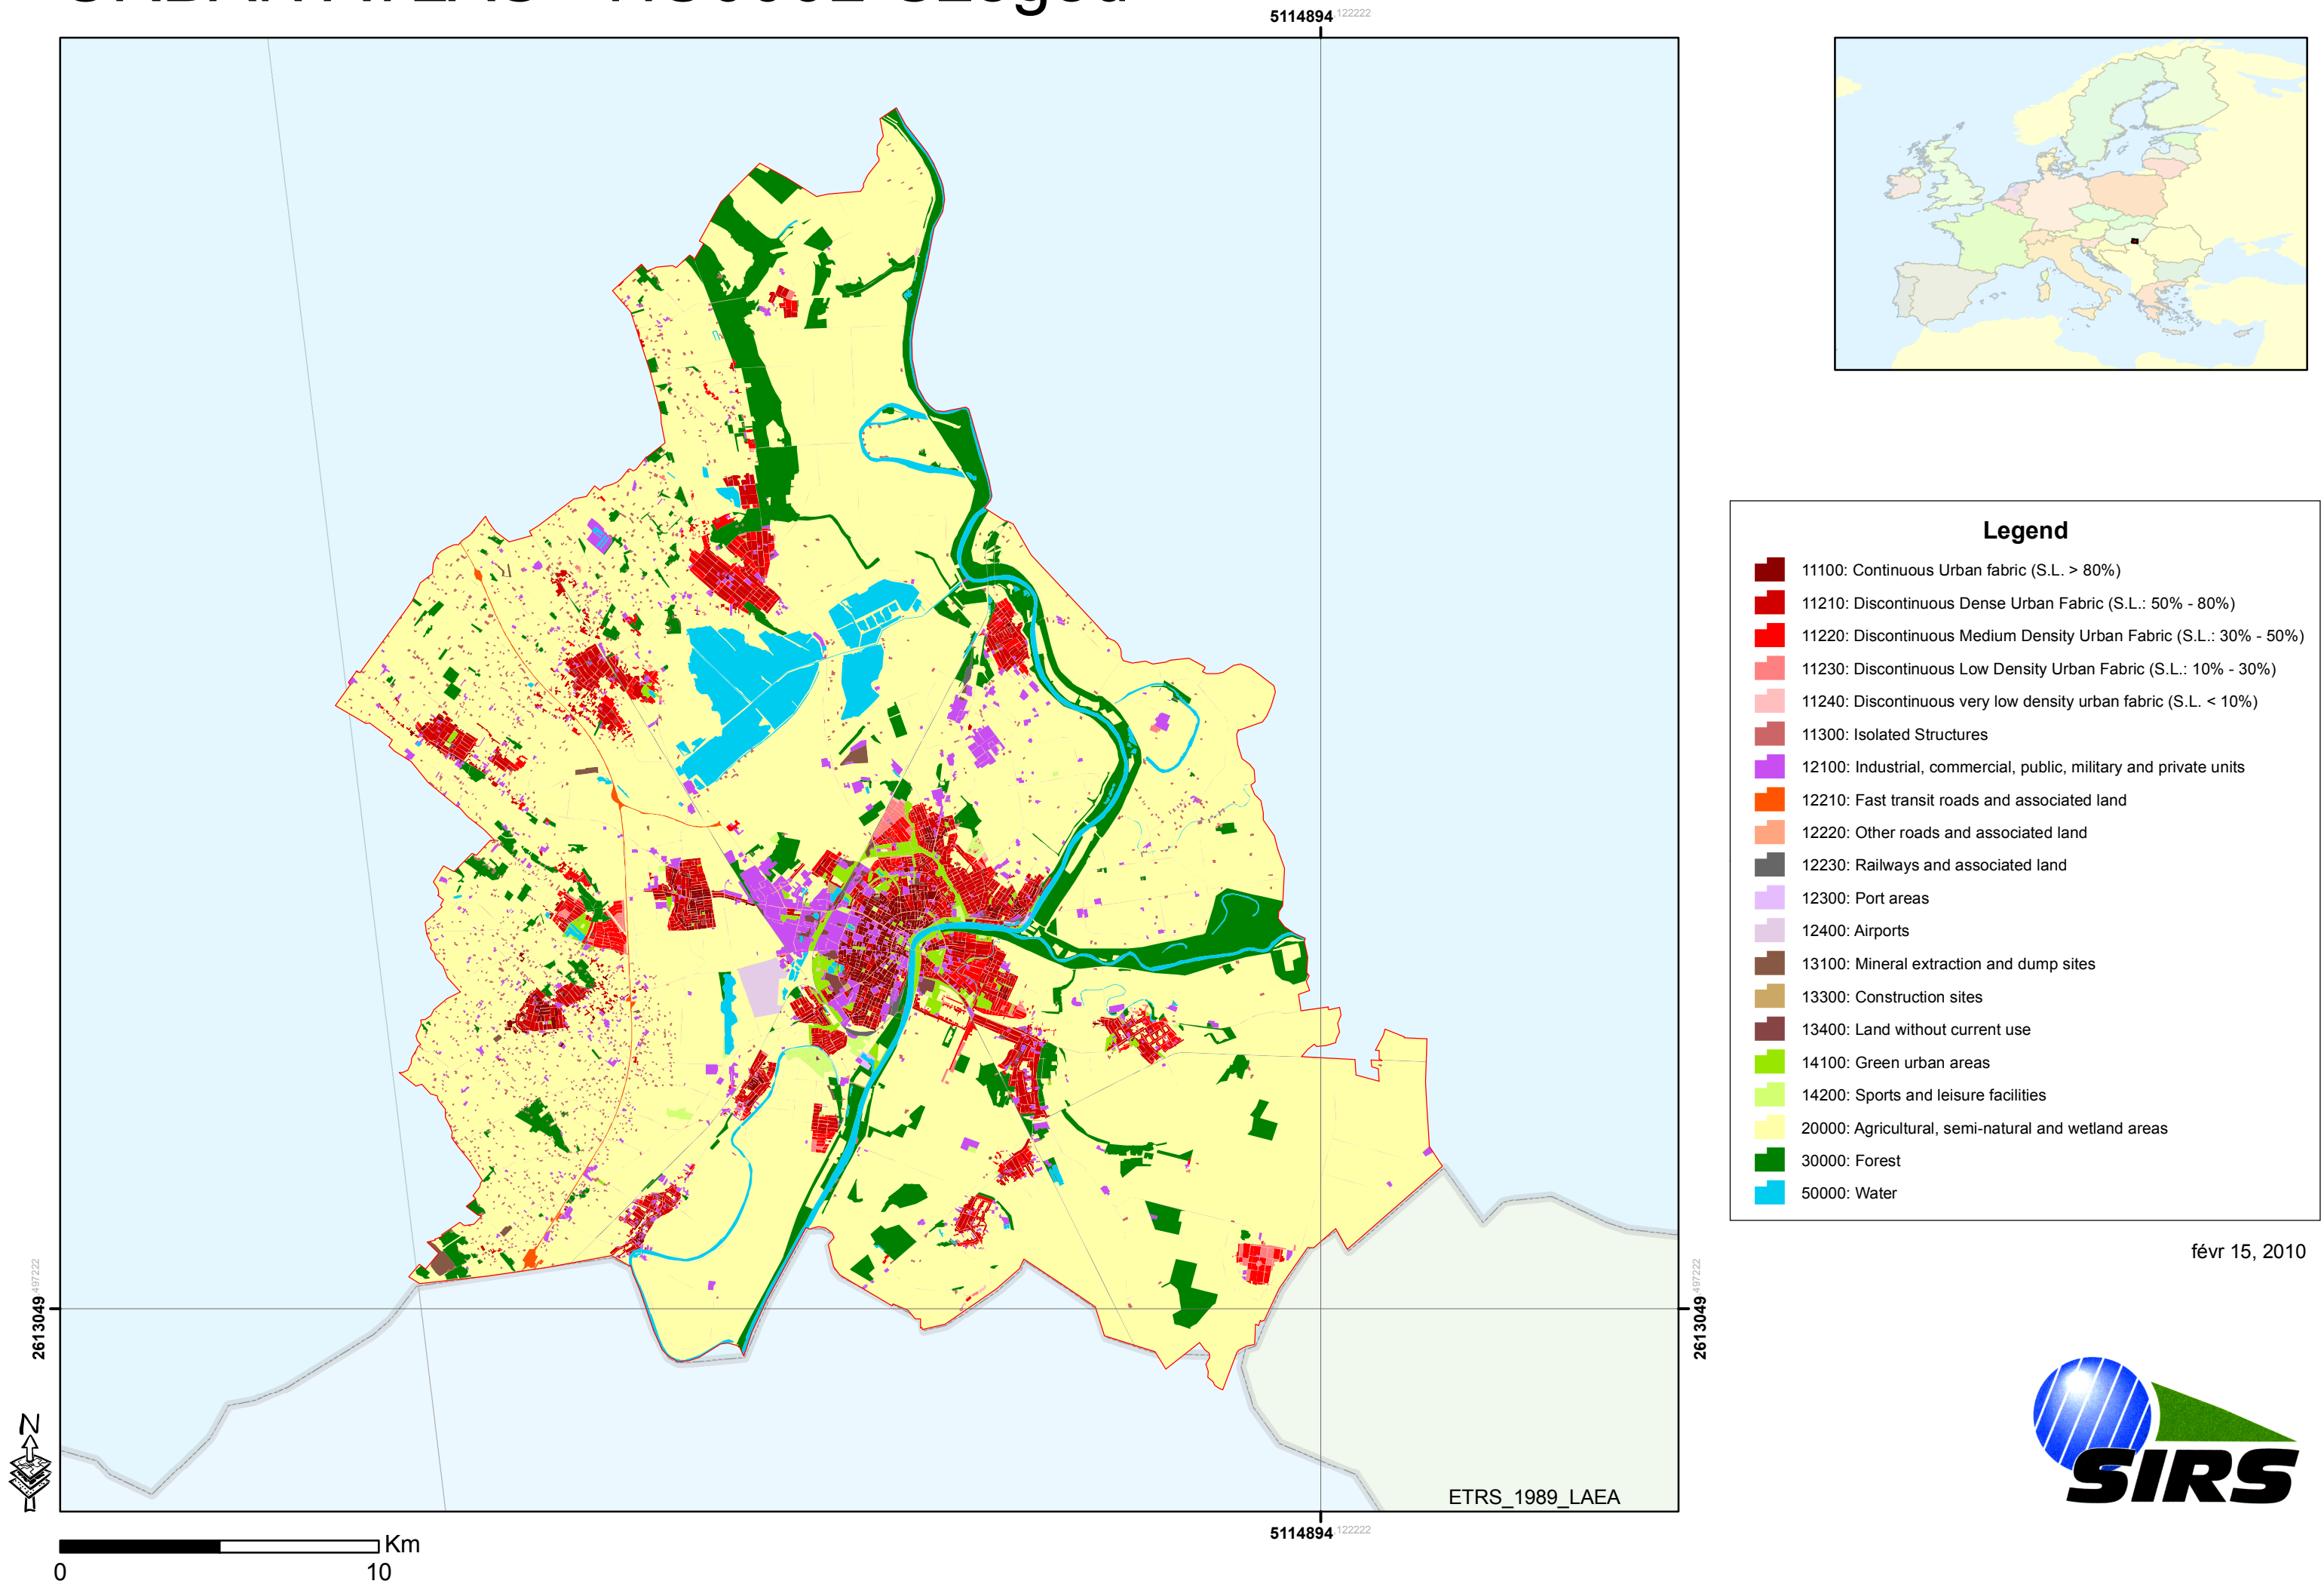 5114894.122222
Legend
11100: Continuous Urban fabric (S.L. > 80%)
11210: Discontinuous Dense Urban Fabric (S.L.: 50% - 80%)
11220: Discontinuous Medium Density Urban Fabric (S.L.: 30% - 50%)
11230: Discontinuous Low Density Urban Fabric (S.L.: 10% - 30%)
11240: Discontinuous very low density urban fabric (S.L. < 10%)
11300: Isolated Structures
12100: Industrial, commercial, public, military and private units
12210: Fast transit roads and associated land
12220: Other roads and associated land
12230: Railways and associated land
12300: Port areas
12400: Airports
13100: Mineral extraction and dump sites
13300: Construction sites
13400: Land without current use
14100: Green urban areas
14200: Sports and leisure facilities
20000: Agricultural, semi-natural and wetland areas
30000: Forest
50000: Water
févr 15, 2010
2613049.497222
2613049.497222
N
SIRS
ETRS_1989_LAEA
5114894.122222
Km
0 10